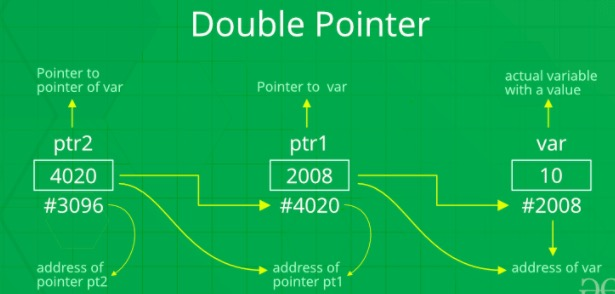 Double Pointer
Pointer to
pointer of var
Pointer to var
actual variable
with a value
ptr2
ptr1
var
4020
2008
10
#3096
#4020
#2008
address of
pointer pt2
address of
pointer pt1
address of var